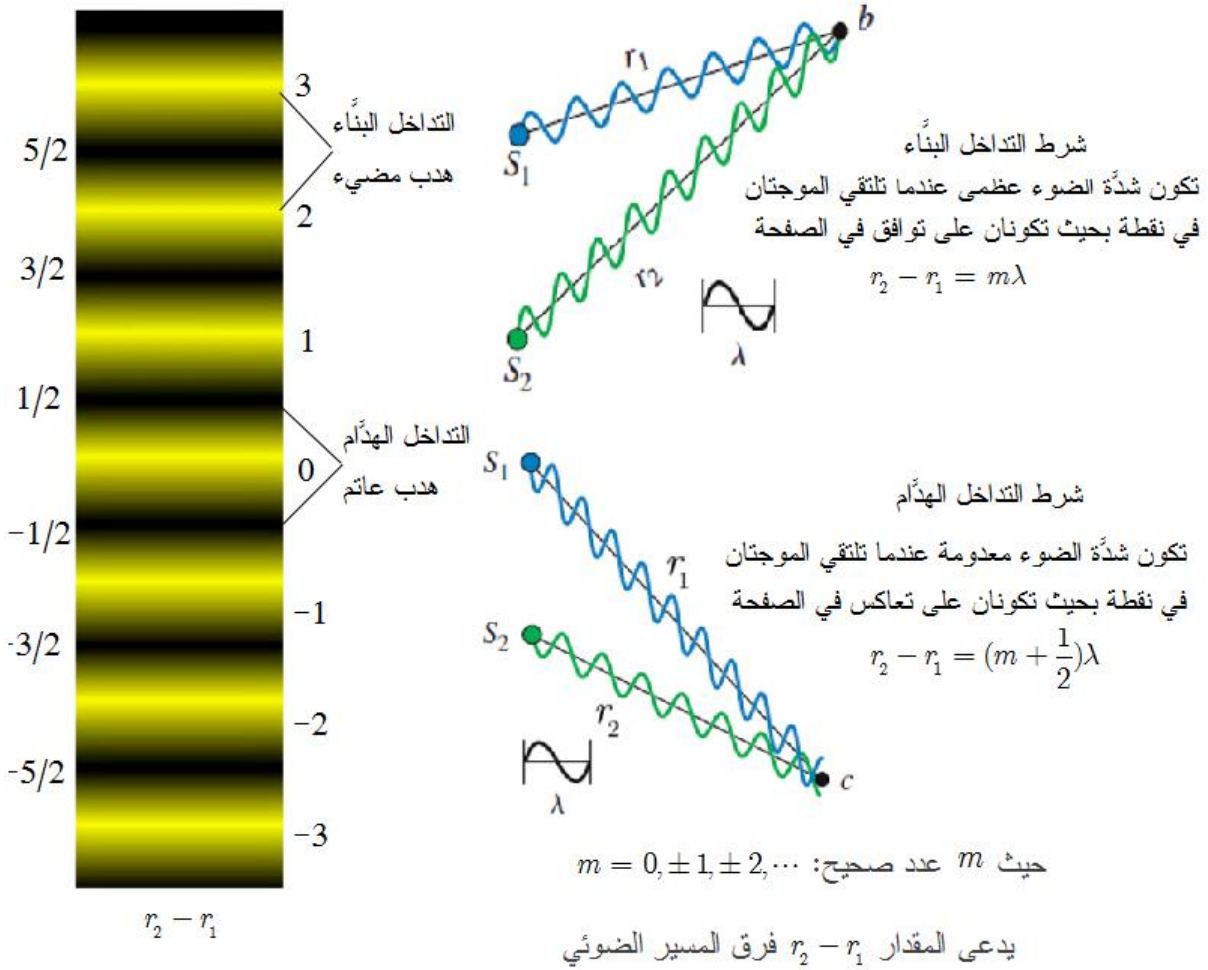 3
التداخل البنَّاء
هدب مضيء
5/2
2
3/2
1
1/2
التداخل الهدَّام
هدب عاتم
0
−1/2
−1
-3/2
−2
-5/2
−3
r₂ − r₁
b
r₁
S₁
r₂
S₂
λ
شرط التداخل البنَّاء
تكون شدَّة الضوء عظمى عندما تلتقي الموجتان
في نقطة بحيث تكونان على توافق في الصفحة
r₂ − r₁ = mλ
S₁
r₁
S₂
r₂
λ
c
شرط التداخل الهدَّام
تكون شدَّة الضوء معدومة عندما تلتقي الموجتان
في نقطة بحيث تكونان على تعاكس في الصفحة
r₂ − r₁ = (m + 1/2)λ
حيث m عدد صحيح: m = 0, ± 1, ± 2, ⋯
يدعى المقدار r₂ − r₁ فرق المسير الضوئي